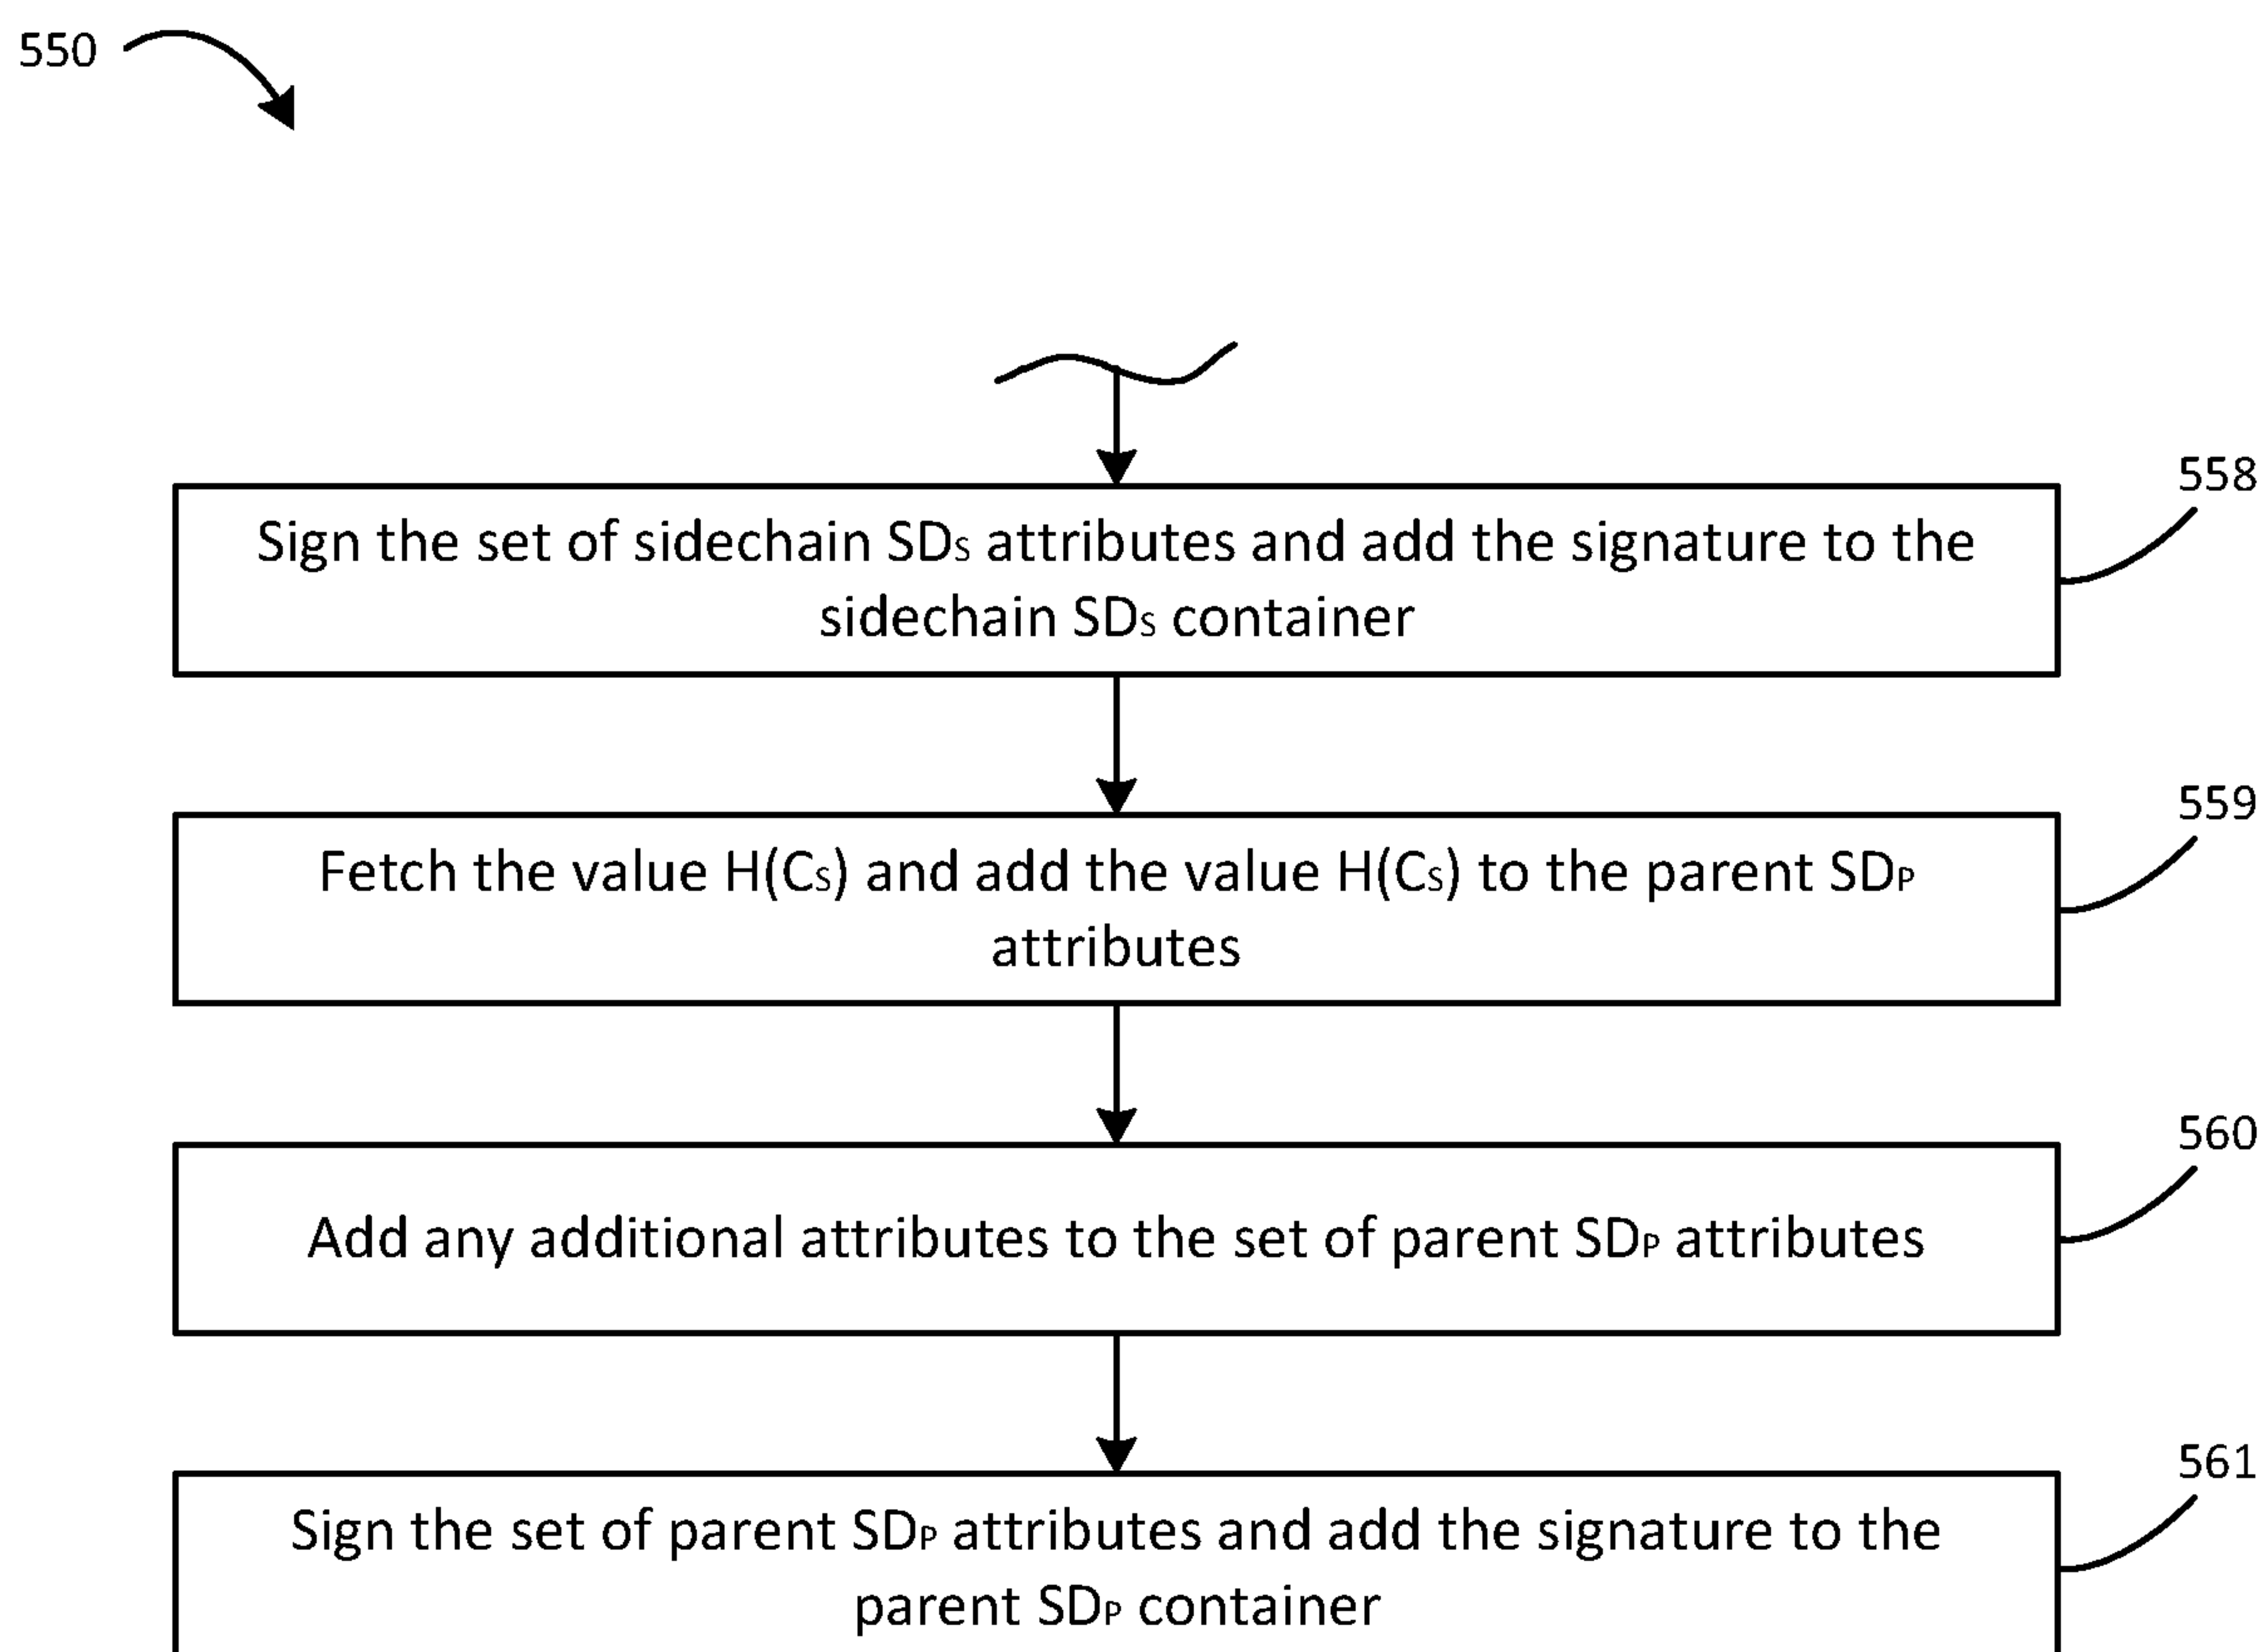 550
558
Sign the set of sidechain SDS attributes and add the signature to the
sidechain SDS container
559
Fetch the value H(CS) and add the value H(CS) to the parent SDP
attributes
560
Add any additional attributes to the set of parent SDP attributes
561
Sign the set of parent SDP attributes and add the signature to the
parent SDP container